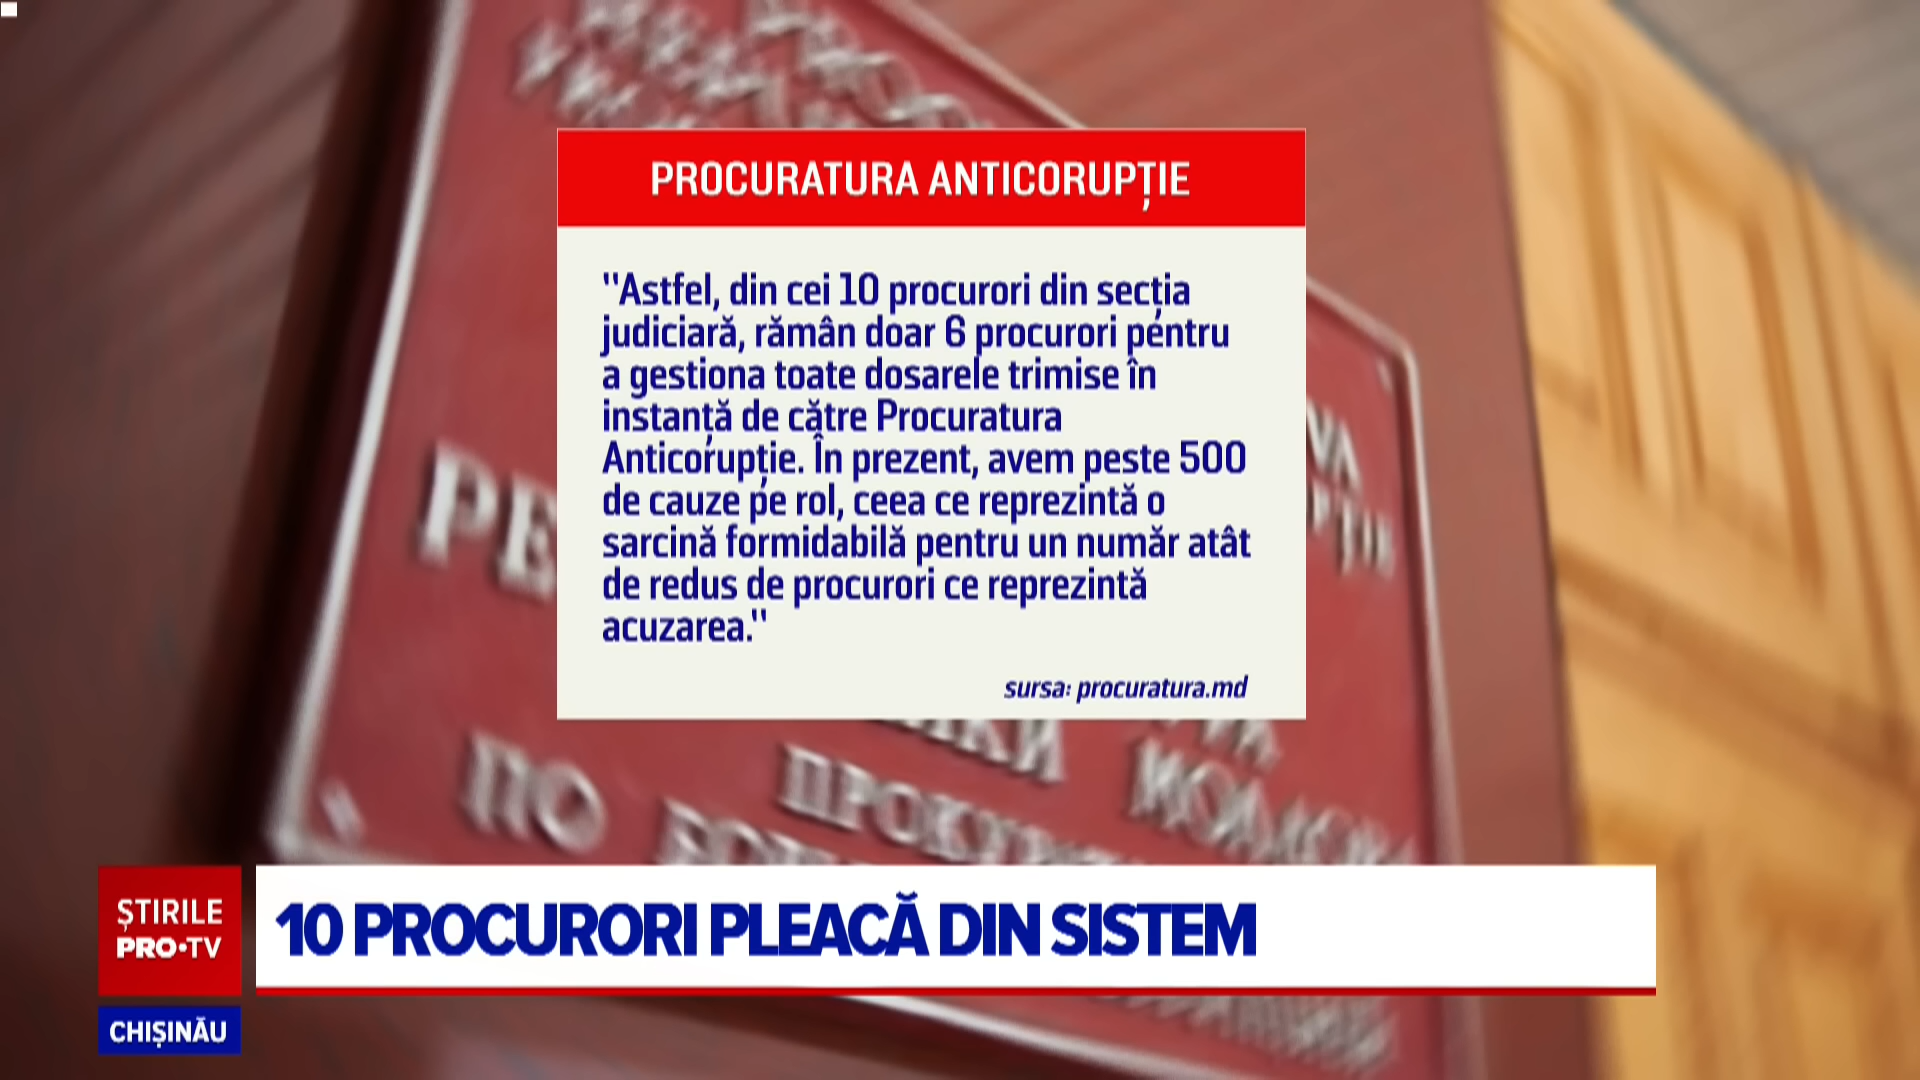 PROCURATURA ANTICORUPȚIE
"Astfel, din cei 10 procurori din secția
judiciară, rămân doar 6 procurori pentru
a gestiona toate dosarele trimise în
instanță de către Procuratura
Anticorupție. În prezent, avem peste 500
de cauze pe rol, ceea ce reprezintă o
sarcină formidabilă pentru un număr atât
de redus de procurori ce reprezintă
acuzarea."
sursa: procuratura.md
ПО
МОЛДОВА
ȘTIRILE
PRO•TV
10 PROCURORI PLEACĂ DIN SISTEM
CHIȘINĂU